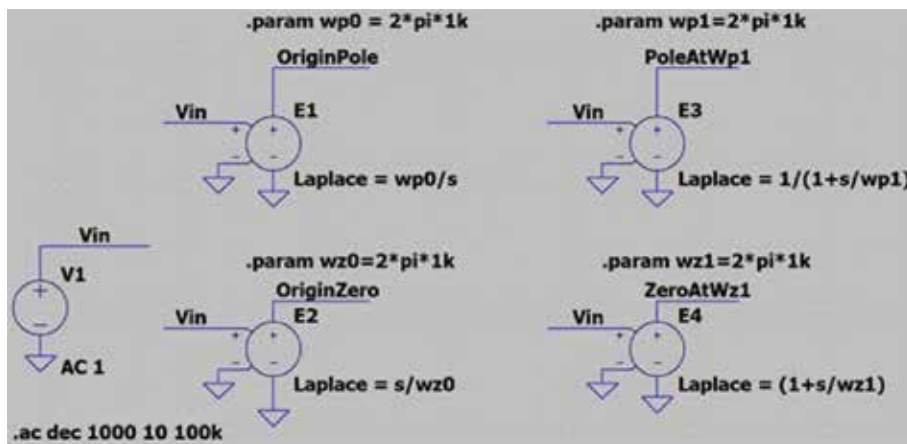 .param wp0 = 2*pi*1k
OriginPole
Vin
E1
Laplace = wp0/s
.param wp1=2*pi*1k
PoleAtWp1
Vin
E3
Laplace = 1/(1+s/wp1)
Vin
V1
AC 1
.param wz0=2*pi*1k
OriginZero
Vin
E2
Laplace = s/wz0
.param wz1=2*pi*1k
ZeroAtWz1
Vin
E4
Laplace = (1+s/wz1)
.ac dec 1000 10 100k